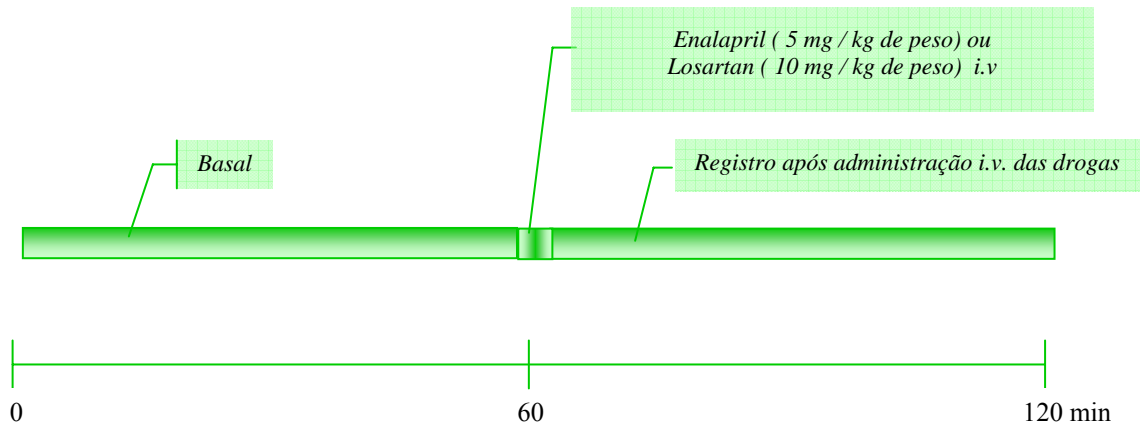 Enalapril ( 5 mg / kg de peso) ou
Losartan ( 10 mg / kg de peso)  i.v
Basal
Registro após administração i.v. das drogas
0
60
120 min